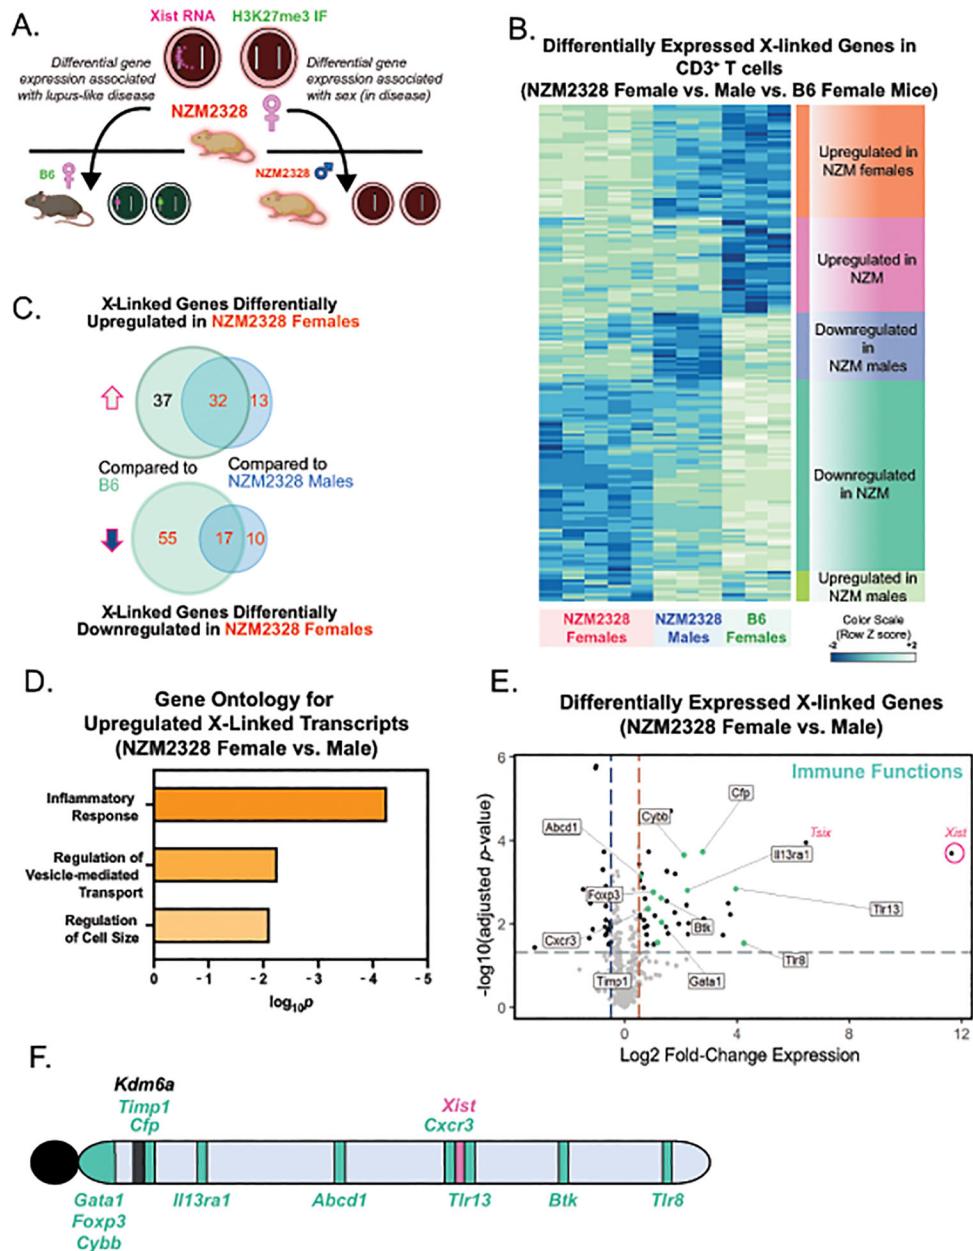 A.
Xist RNA
H3K27me3 IF
Differential gene
expression associated
with lupus-like disease
Differential gene
expression associated
with sex (in disease)
NZM2328
B6
NZM2328
B.
Differentially Expressed X-linked Genes in
CD3+ T cells
(NZM2328 Female vs. Male vs. B6 Female Mice)
Upregulated in
NZM females
Upregulated in
NZM
Downregulated
in
NZM males
Downregulated
in NZM
Upregulated in
NZM males
NZM2328
Females
NZM2328
Males
B6
Females
Color Scale
(Row Z score)
-2 +2
C.
X-Linked Genes Differentially
Upregulated in NZM2328 Females
37 32 13
Compared to
B6
Compared to
NZM2328 Males
55 17 10
X-Linked Genes Differentially
Downregulated in NZM2328 Females
D.
Gene Ontology for
Upregulated X-Linked Transcripts
(NZM2328 Female vs. Male)
Inflammatory
Response
Regulation of
Vesicle-mediated
Transport
Regulation
of Cell Size
0 -1 -2 -3 -4 -5
log10p
E.
Differentially Expressed X-linked Genes
(NZM2328 Female vs. Male)
Immune Functions
6
4
2
0
-log10(adjusted p-value)
Cfp
Cybb
Abcd1
Tsix
Xist
Il13ra1
Foxp3
Tlr13
Btk
Cxcr3
Tlr8
Timp1
Gata1
0 4 8 12
Log2 Fold-Change Expression
F.
Kdm6a
Timp1
Cfp
Xist
Cxcr3
Gata1
Foxp3
Cybb
Il13ra1
Abcd1
Tlr13
Btk
Tlr8